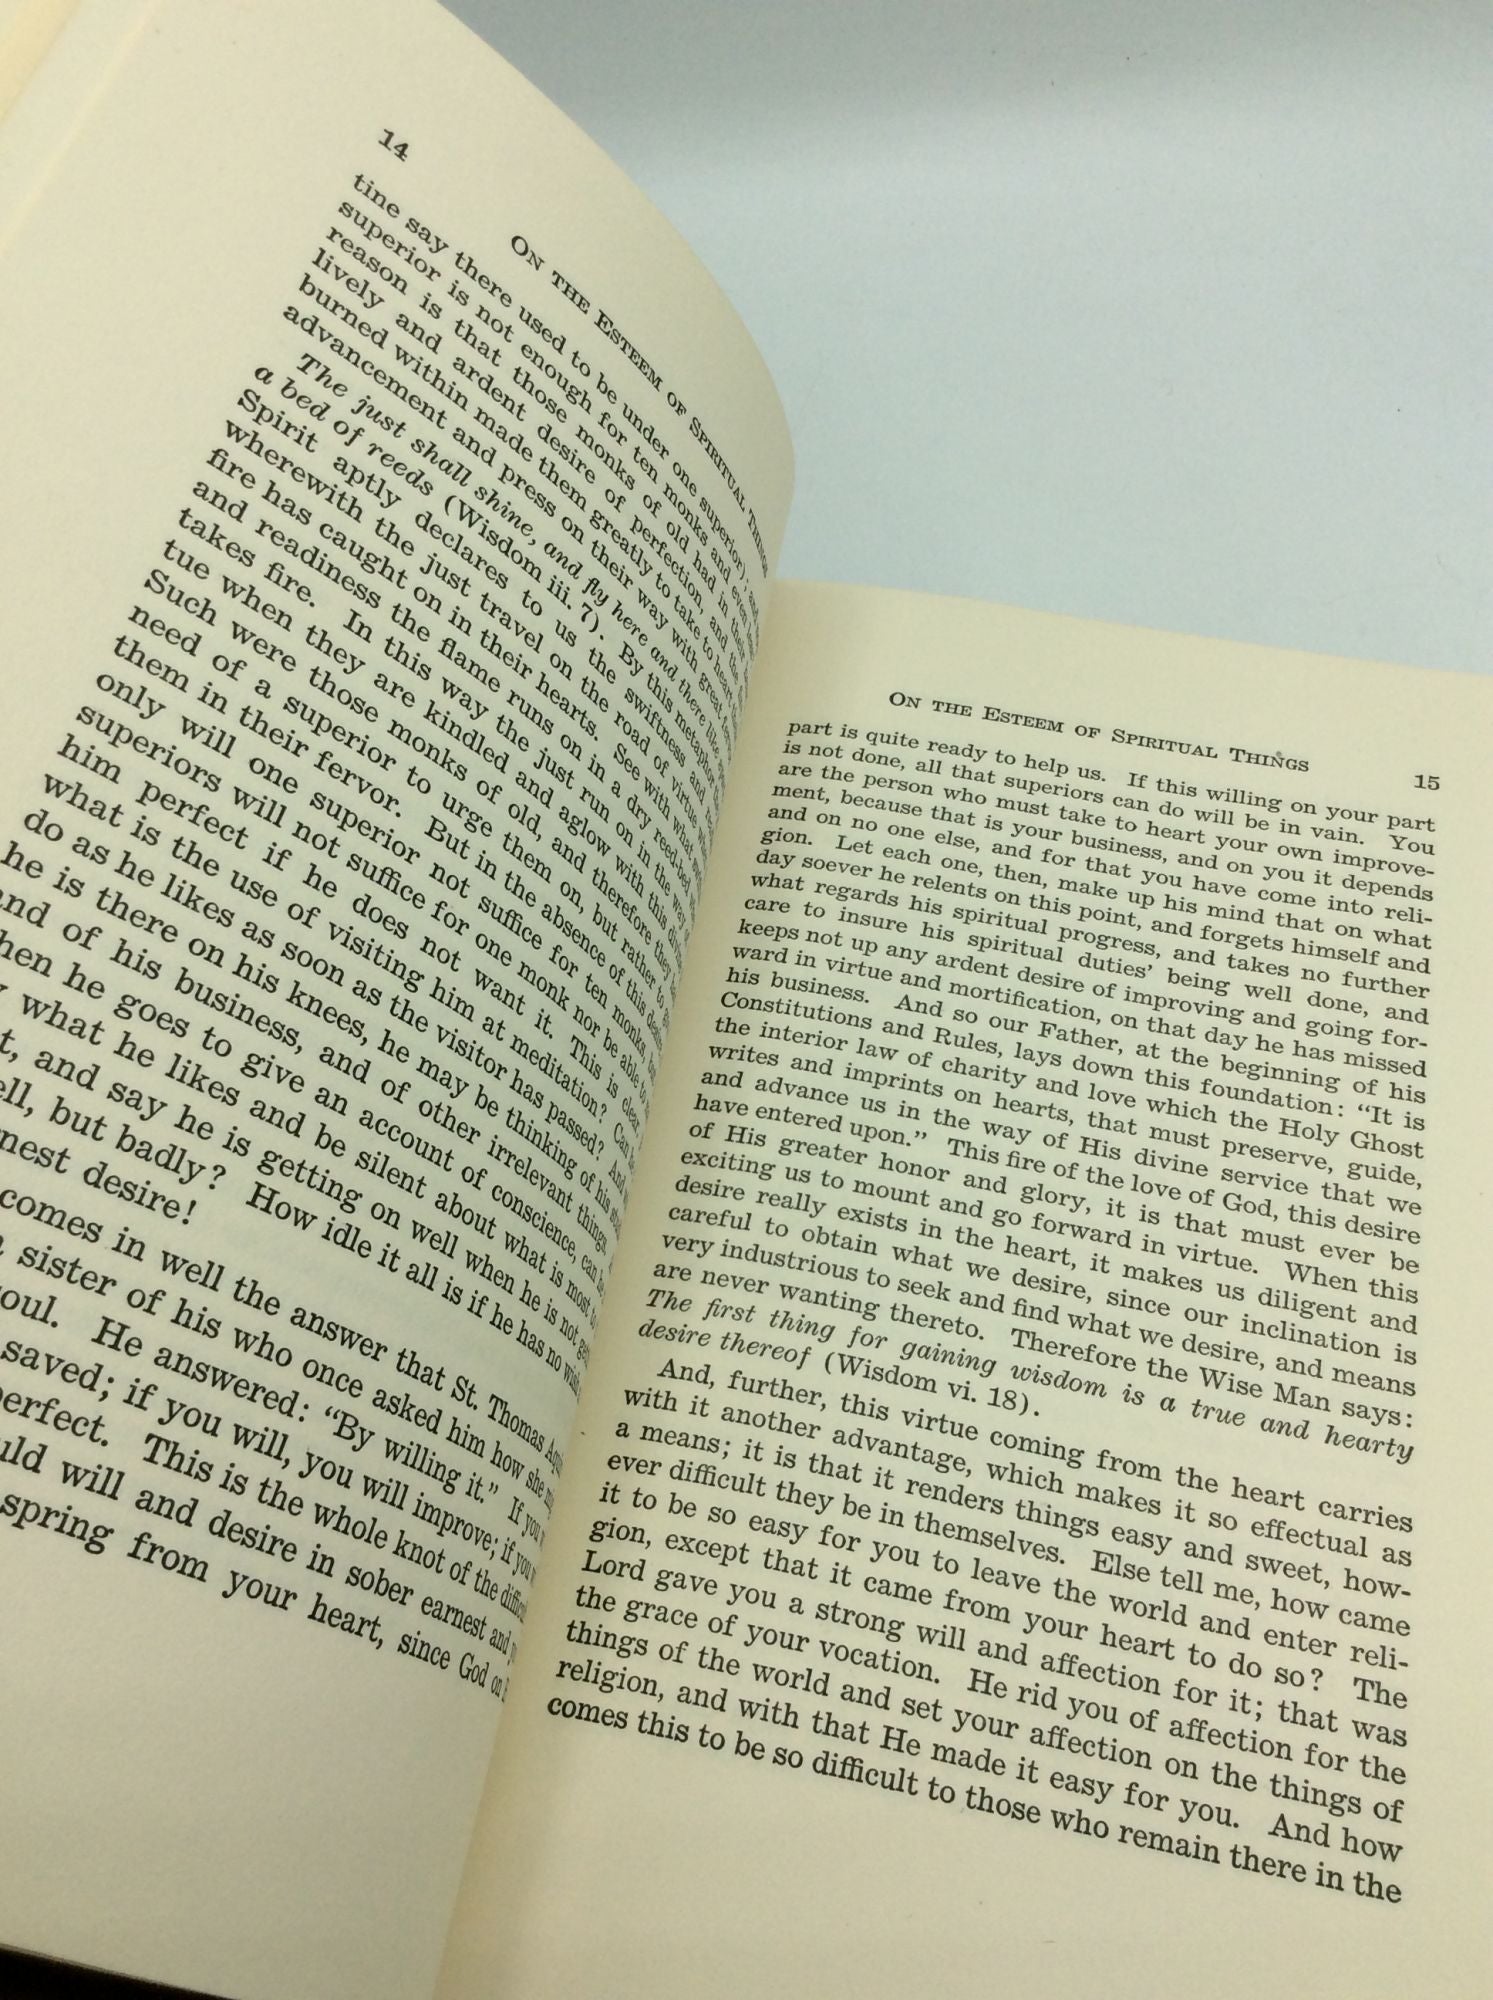 14
On the Esteem of Spiritual Things
tine say there used to be under one superior); and
superior is not enough for ten monks and even
reason is that those monks of old had in their
lively and ardent desire of perfection, and the
burned within made them greatly to take to heart
advancement and press on their way with great
The just shall shine, and fly here and there like
a bed of reeds (Wisdom iii. 7). By this metaphor the
Spirit aptly declares to us the swiftness and
wherewith the just travel on the road of virtue when
fire has caught on in their hearts. See with what
and readiness the flame runs on in a dry reed-bed
takes fire. In this way the just run on in the way of
tue when they are kindled and aglow with this divine
Such were those monks of old, and therefore they
need of a superior to urge them on, but rather to
them in their fervor. But in the absence of this desire
only will one superior not suffice for ten monks, but
superiors will not suffice for one monk nor be able to
him perfect if he does not want it. This is clear.
what is the use of visiting him at meditation? Can he
do as he likes as soon as the visitor has passed? And
he is there on his knees, he may be thinking of his
and of his business, and of other irrelevant things.
when he goes to give an account of conscience, can he
what he likes and be silent about what is most to
and say he is getting on well when he is not
but badly? How idle it all is if he has no wish
desire!
comes in well the answer that St. Thomas
sister of his who once asked him how she
He answered: “By willing it.” If you
saved; if you will, you will improve; if you
perfect. This is the whole knot of the
will and desire in sober earnest and
spring from your heart, since God on
On the Esteem of Spiritual Things
15
part is quite ready to help us. If this willing on your part
is not done, all that superiors can do will be in vain. You
are the person who must take to heart your own improve-
ment, because that is your business, and on you it depends
and on no one else, and for that you have come into reli-
gion. Let each one, then, make up his mind that on what
day soever he relents on this point, and forgets himself and
what regards his spiritual progress, and takes no further
care to insure his spiritual duties’ being well done, and
keeps not up any ardent desire of improving and going for-
ward in virtue and mortification, on that day he has missed
his business. And so our Father, at the beginning of his
Constitutions and Rules, lays down this foundation: “It is
the interior law of charity and love which the Holy Ghost
writes and imprints on hearts, that must preserve, guide,
and advance us in the way of His divine service that we
have entered upon.” This fire of the love of God, this desire
of His greater honor and glory, it is that must ever be
exciting us to mount and go forward in virtue. When this
desire really exists in the heart, it makes us diligent and
careful to obtain what we desire, since our inclination is
very industrious to seek and find what we desire, and means
are never wanting thereto. Therefore the Wise Man says:
The first thing for gaining wisdom is a true and hearty
desire thereof (Wisdom vi. 18).
And, further, this virtue coming from the heart carries
with it another advantage, which makes it so effectual as
a means; it is that it renders things easy and sweet, how-
ever difficult they be in themselves. Else tell me, how came
it to be so easy for you to leave the world and enter reli-
gion, except that it came from your heart to do so? The
Lord gave you a strong will and affection for it; that was
the grace of your vocation. He rid you of affection for the
things of the world and set your affection on the things of
religion, and with that He made it easy for you. And how
comes this to be so difficult to those who remain there in the